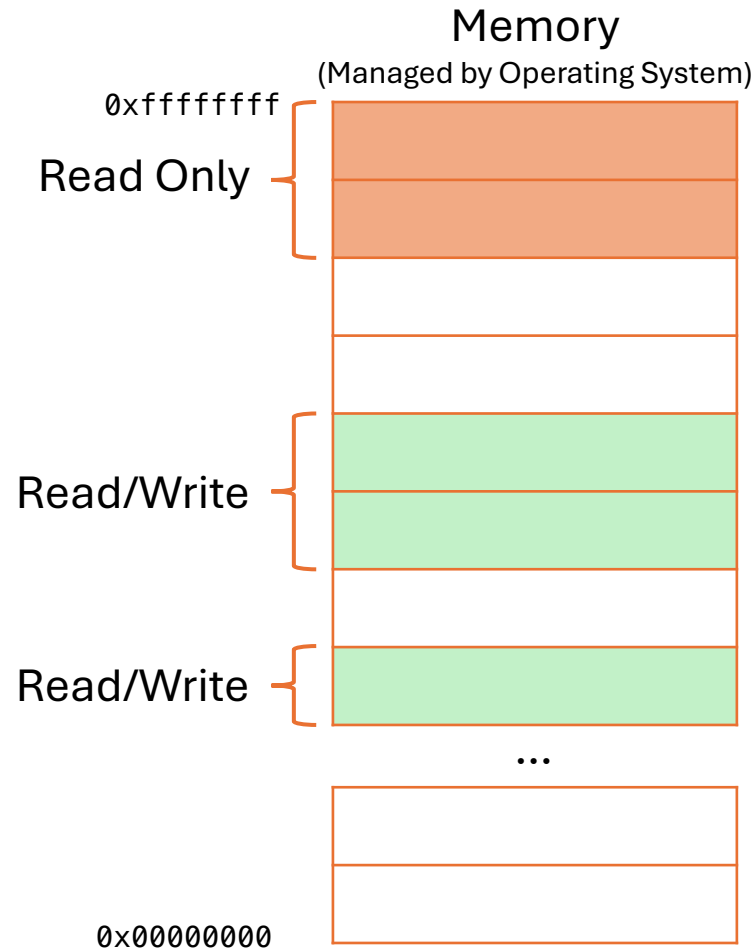 Memory
(Managed by Operating System)
0xffffffff
Read Only
Read/Write
Read/Write
...
0x00000000